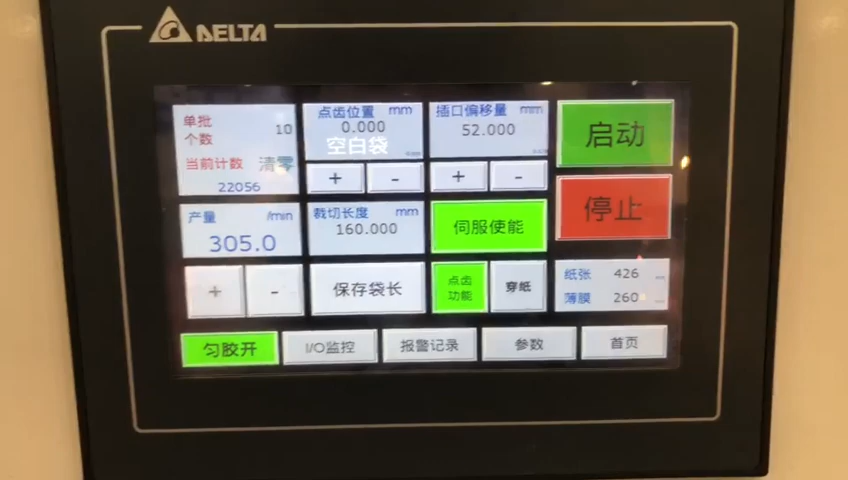 DELTA
单批
个数
10
当前计数
清零
22056
点齿位置 mm
0.000
空白袋
+
-
插口偏移量 mm
52.000
+
-
启动
产量 /min
305.0
裁切长度 mm
160.000
伺服使能
停止
+
-
保存袋长
点齿
功能
穿纸
纸张 426
薄膜 260
匀胶开
I/O监控
报警记录
参数
首页